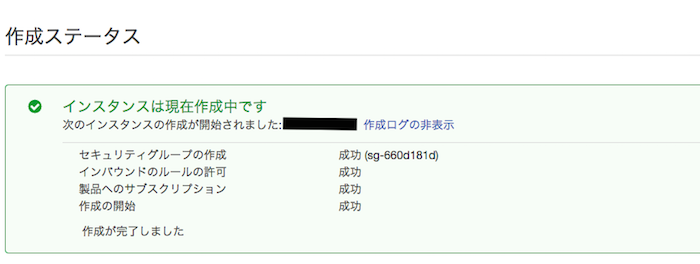 作成ステータス
インスタンスは現在作成中です
次のインスタンスの作成が開始されました: 作成ログの非表示
セキュリティグループの作成 成功 (sg-660d181d)
インバウンドのルールの許可 成功
製品へのサブスクリプション 成功
作成の開始 成功
作成が完了しました